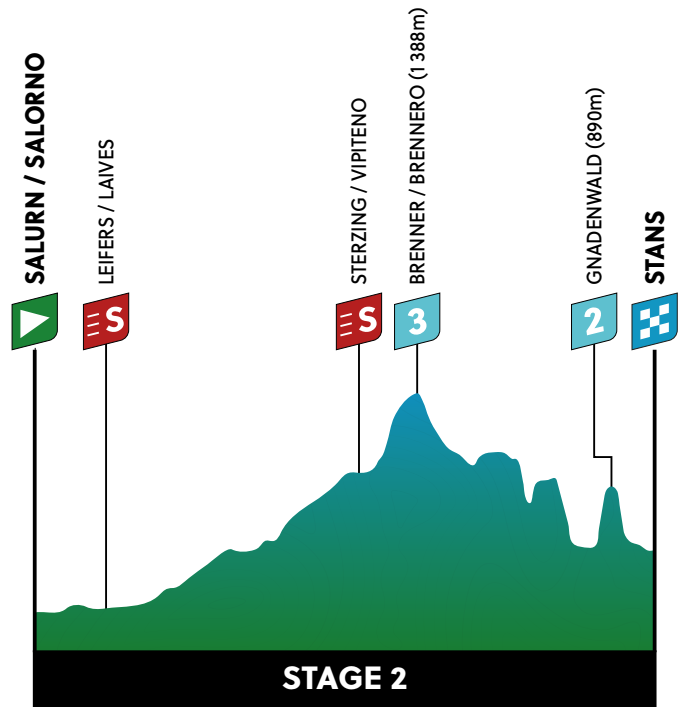 SALURN / SALORNO
LEIFERS / LAIVES
STERZING / VIPITENO
BRENNER / BRENNERO (1 388m)
GNADENWALD (890m)
STANS
S
S
3
2
STAGE 2